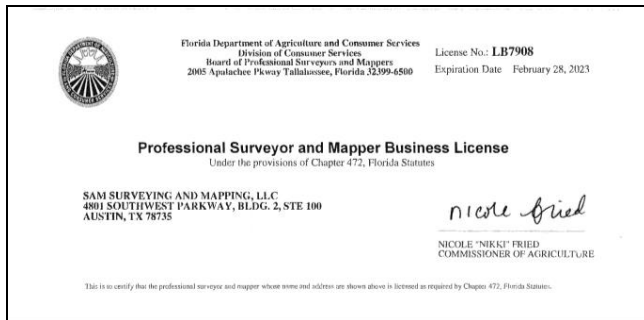 Florida Department of Agriculture and Consumer Services
Division of Consumer Services
Board of Professional Surveyors and Mappers
2005 Apalachee Pkway Tallahassee, Florida 32399-6500
License No.: LB7908
Expiration Date February 28, 2023
Professional Surveyor and Mapper Business License
Under the provisions of Chapter 472, Florida Statutes
SAM SURVEYING AND MAPPING, LLC
4801 SOUTHWEST PARKWAY, BLDG. 2, STE 100
AUSTIN, TX 78735
nicole fried
NICOLE "NIKKI" FRIED
COMMISSIONER OF AGRICULTURE
This is to certify that the professional surveyor and mapper whose name and address are shown above is licensed as required by Chapter 472, Florida Statutes.